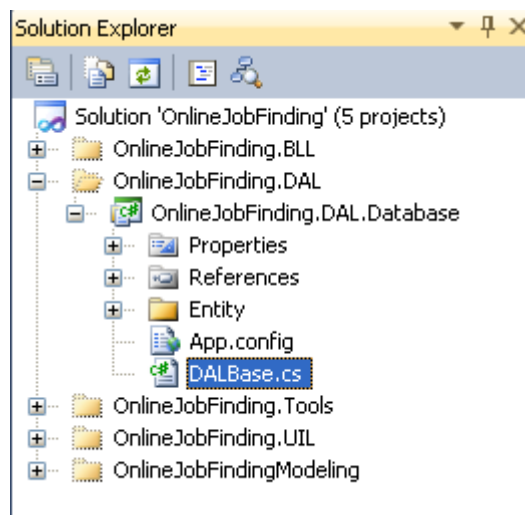 Solution Explorer
Solution 'OnlineJobFinding' (5 projects)
OnlineJobFinding.BLL
OnlineJobFinding.DAL
OnlineJobFinding.DAL.Database
Properties
References
Entity
App.config
DALBase.cs
OnlineJobFinding.Tools
OnlineJobFinding.UIL
OnlineJobFindingModeling